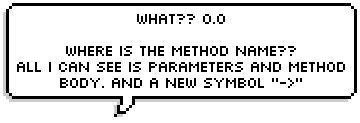 WHAT?? O.O
WHERE IS THE METHOD NAME??
ALL I CAN SEE IS PARAMETERS AND METHOD
BODY. AND A NEW SYMBOL "->"